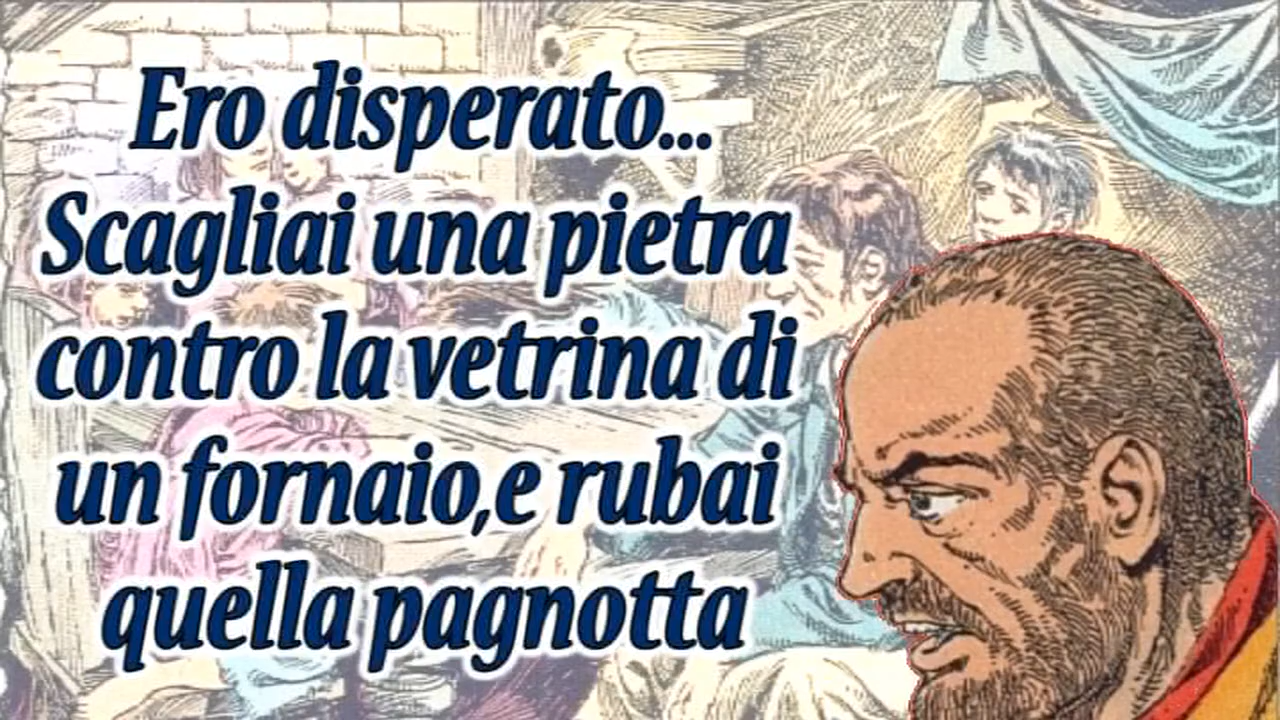 Ero disperato...
Scagliai una pietra
contro la vetrina di
un fornaio,e rubai
quella pagnotta